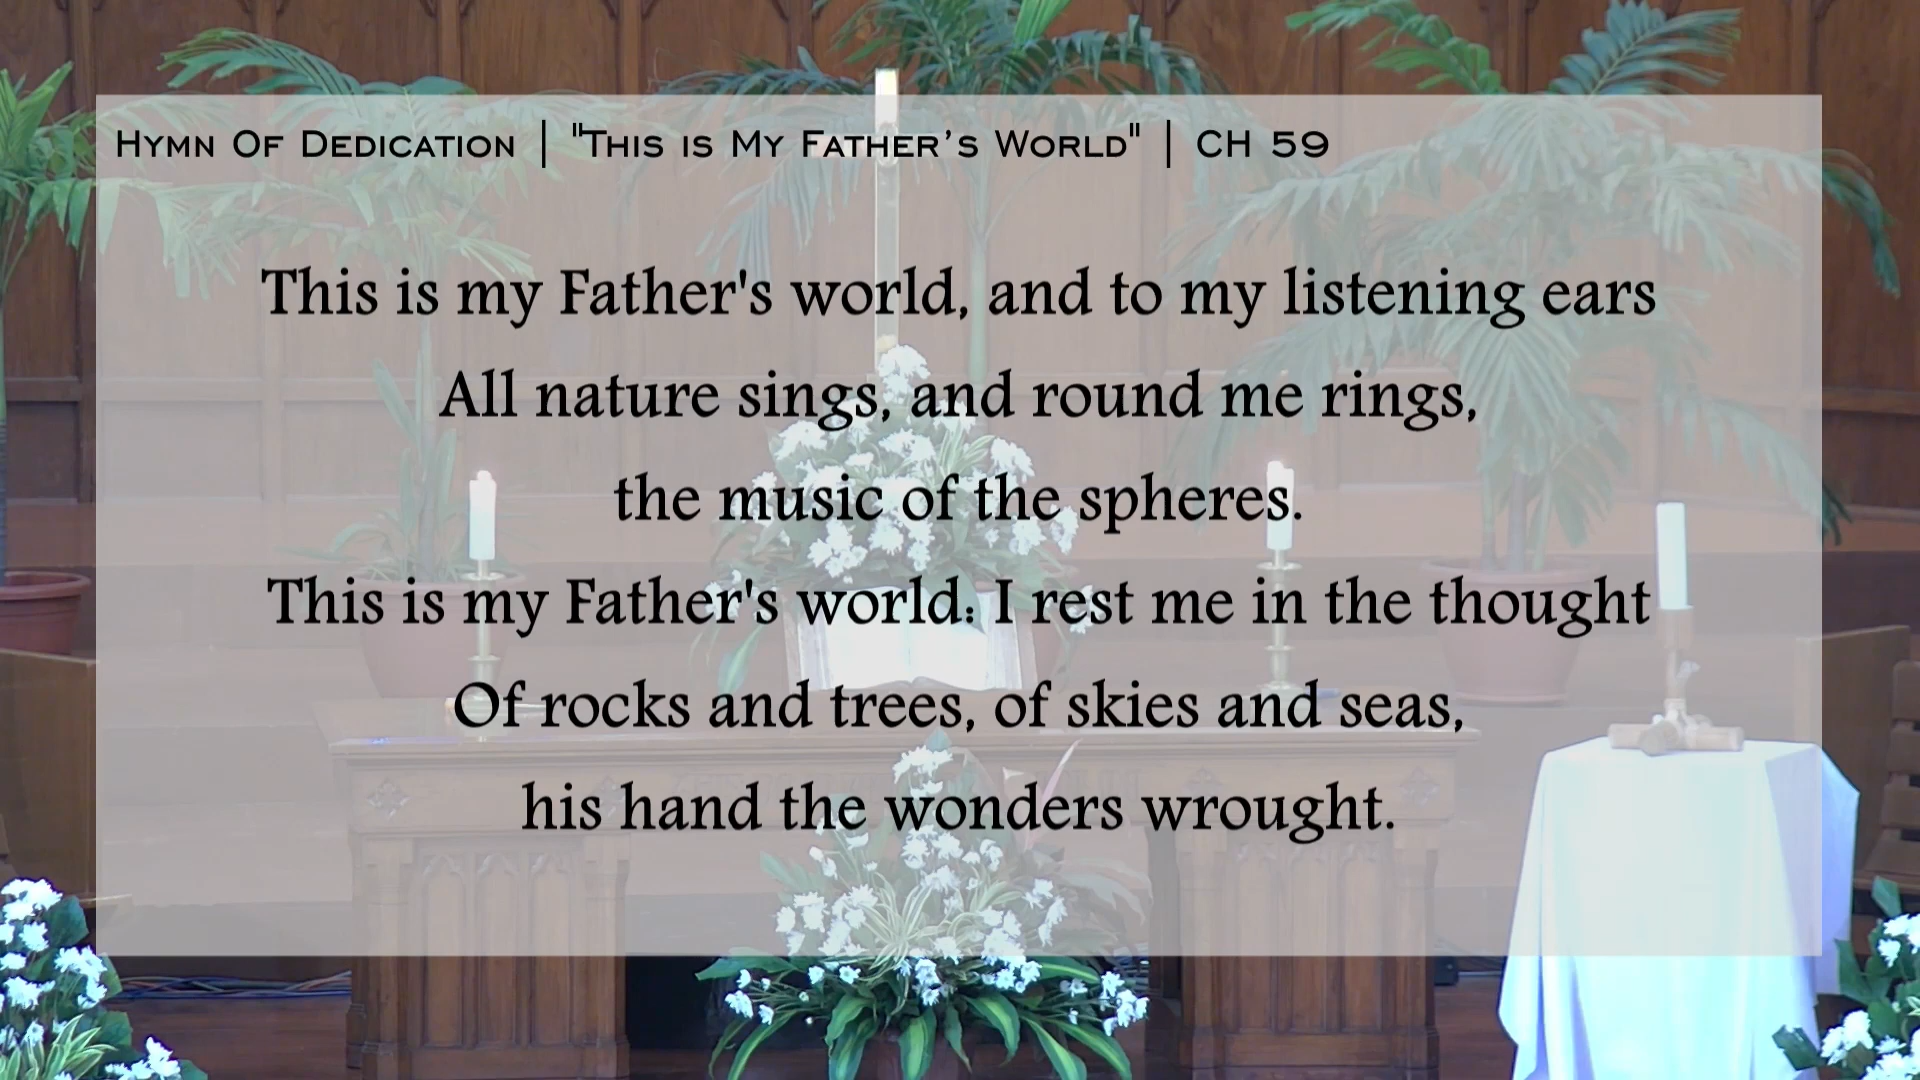 Hymn Of Dedication | "This is My Father's World" | CH 59
This is my Father's world, and to my listening ears
All nature sings, and round me rings,
the music of the spheres.
This is my Father's world: I rest me in the thought
Of rocks and trees, of skies and seas,
his hand the wonders wrought.